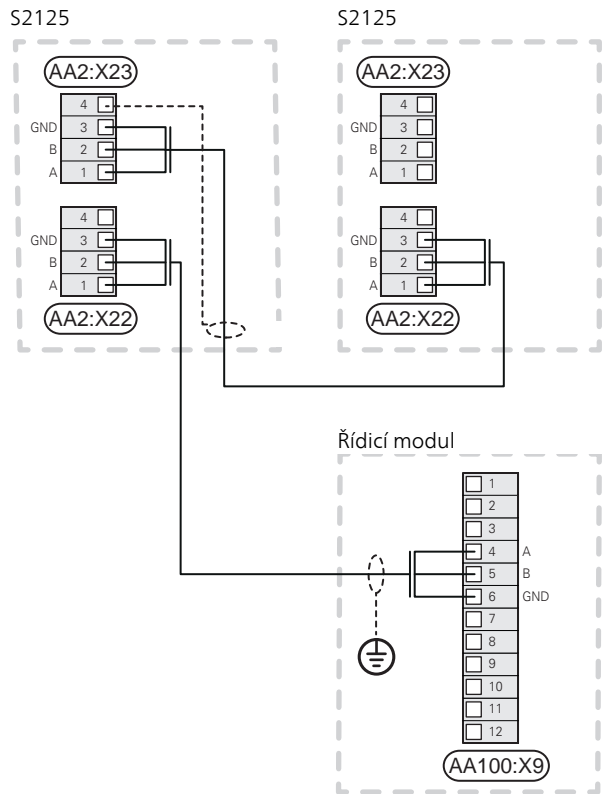 S2125
AA2:X23
4
GND 3
B 2
A 1
4
GND 3
B 2
A 1
AA2:X22
S2125
AA2:X23
4
GND 3
B 2
A 1
4
GND 3
B 2
A 1
AA2:X22
Řídicí modul
1
2
3
4 A
5 B
6 GND
7
8
9
10
11
12
AA100:X9